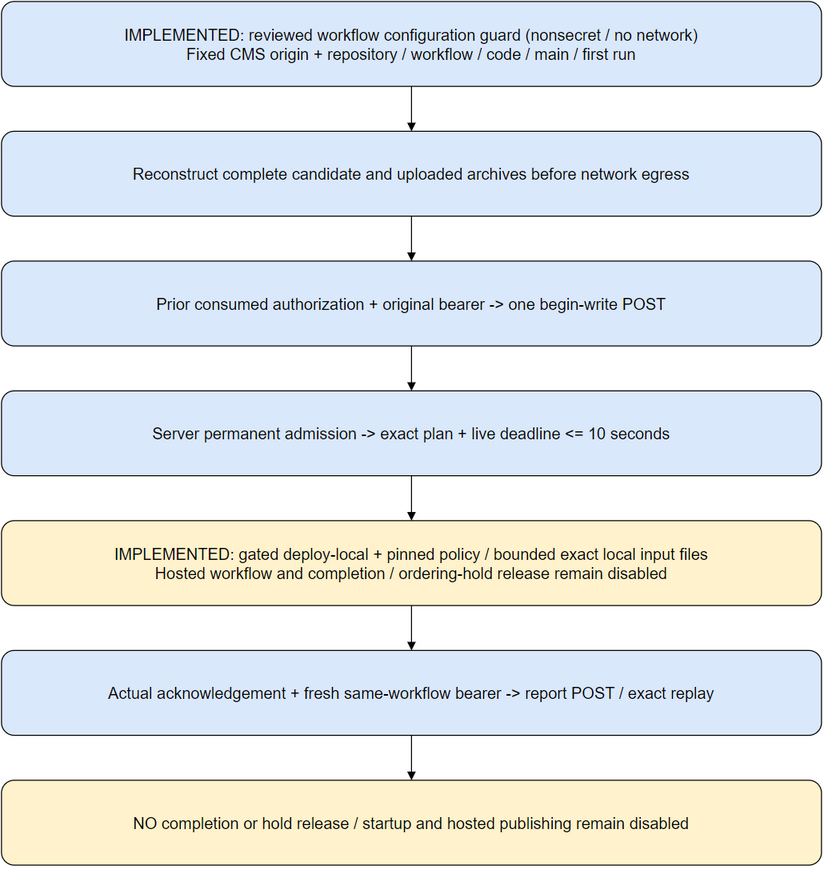 IMPLEMENTED: reviewed workflow configuration guard (nonsecret / no network)
Fixed CMS origin + repository / workflow / code / main / first run
Reconstruct complete candidate and uploaded archives before network egress
Prior consumed authorization + original bearer -> one begin-write POST
Server permanent admission -> exact plan + live deadline <= 10 seconds
IMPLEMENTED: gated deploy-local + pinned policy / bounded exact local input files
Hosted workflow and completion / ordering-hold release remain disabled
Actual acknowledgement + fresh same-workflow bearer -> report POST / exact replay
NO completion or hold release / startup and hosted publishing remain disabled